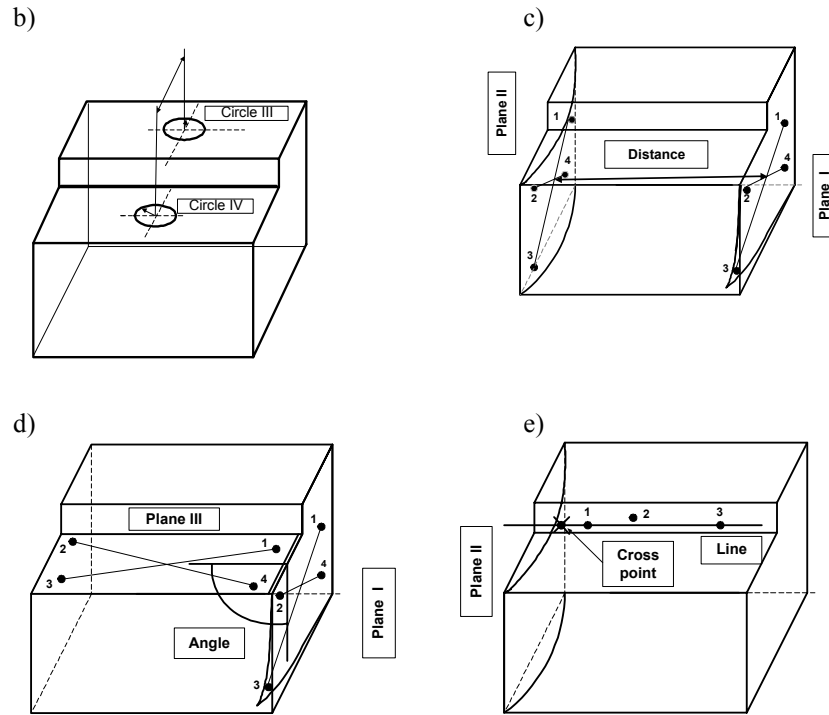 b)
Circle III
Circle IV
c)
Plane II
1
4
2
3
Distance
1
4
2
3
Plane I
d)
Plane III
2
1
3
4
1
4
2
3
Angle
Plane I
e)
1
2
3
Cross
point
Line
Plane II